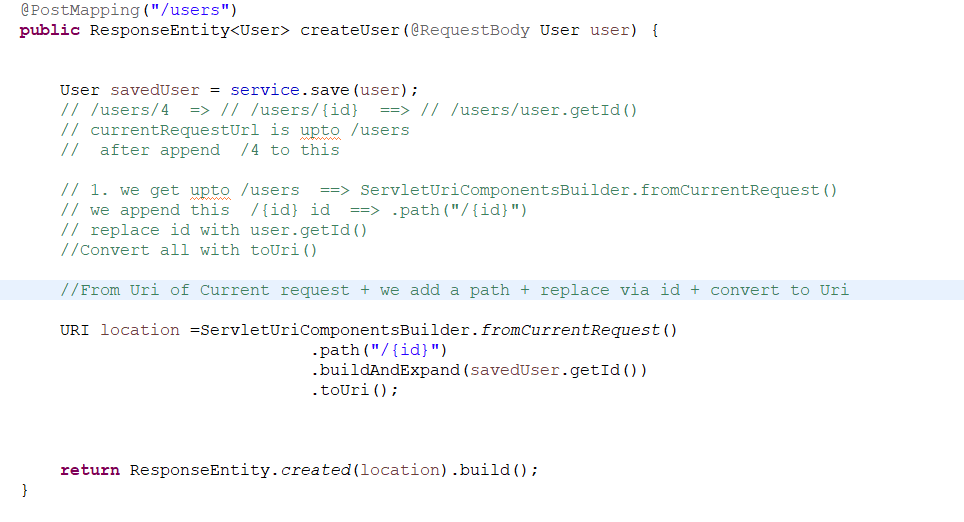 @PostMapping("/users")
public ResponseEntity<User> createUser(@RequestBody User user) {
User savedUser = service.save(user);
// /users/4  => // /users/{id}  ==> // /users/user.getId()
// currentRequestUrl is upto /users
//  after append  /4 to this
// 1. we get upto /users  ==> ServletUriComponentsBuilder.fromCurrentRequest()
// we append this  /{id} id  ==> .path("/{id}")
// replace id with user.getId()
//Convert all with toUri()
//From Uri of Current request + we add a path + replace via id + convert to Uri
URI location =ServletUriComponentsBuilder.fromCurrentRequest()
.path("/{id}")
.buildAndExpand(savedUser.getId())
.toUri();
return ResponseEntity.created(location).build();
}